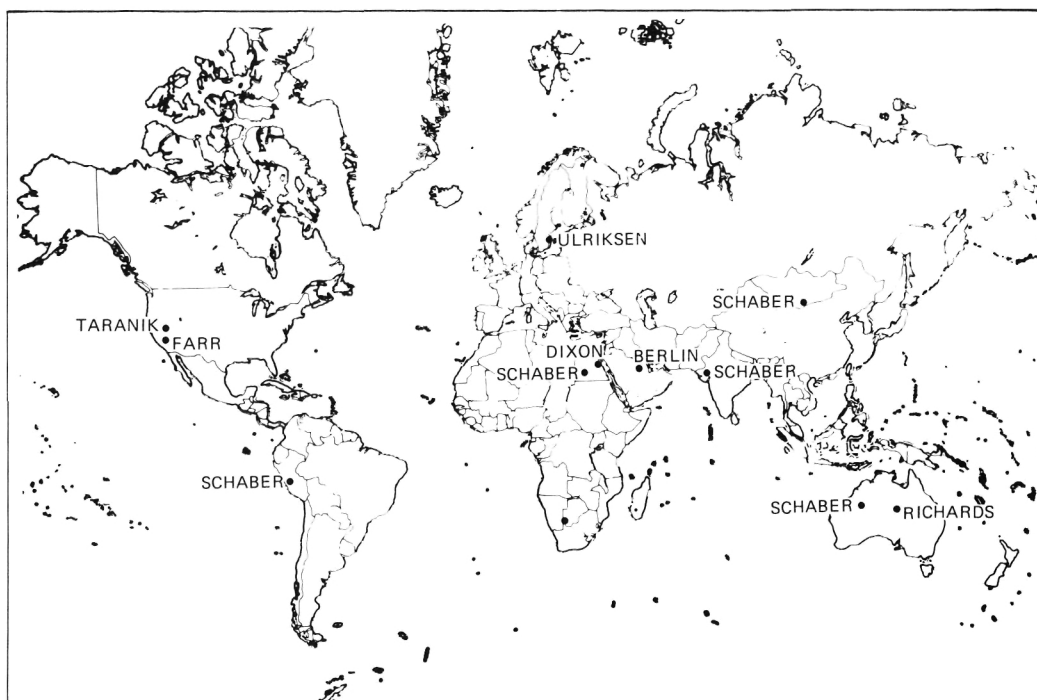 ULRIKSEN
SCHABER
TARANIK
FARR
DIXON
BERLIN
SCHABER
SCHABER
SCHABER
SCHABER
RICHARDS